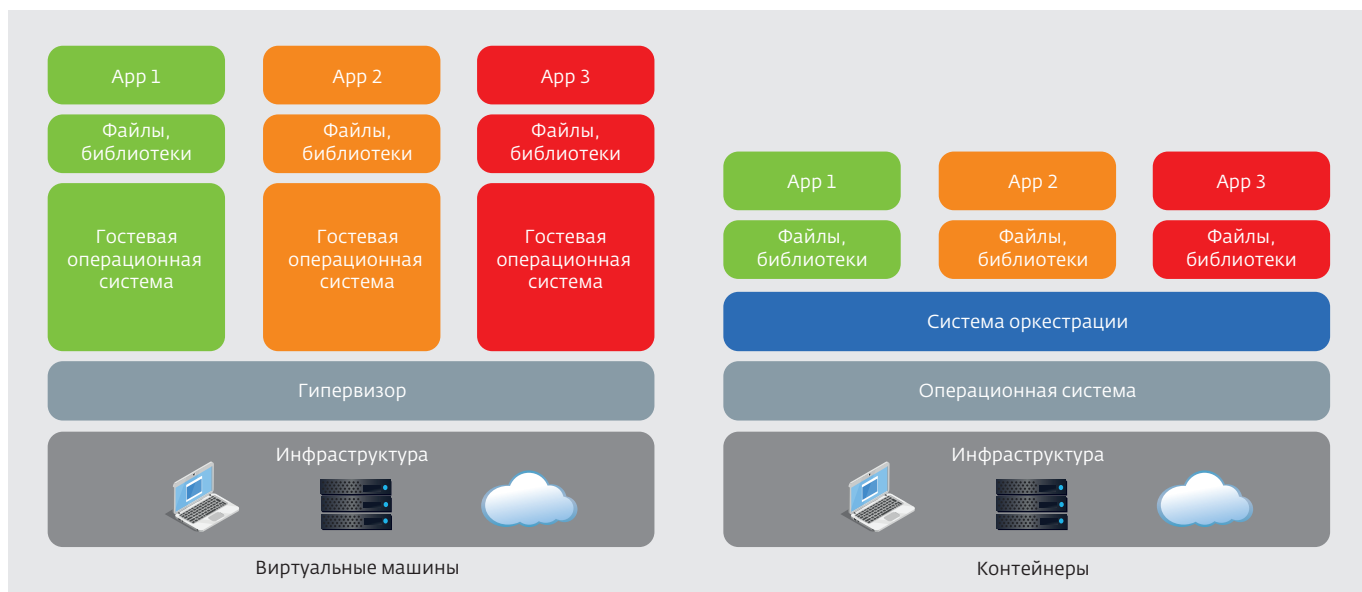 App 1
App 2
App 3
Файлы,
библиотеки
Файлы,
библиотеки
Файлы,
библиотеки
Гостевая
операционная
система
Гостевая
операционная
система
Гостевая
операционная
система
Гипервизор
Инфраструктура
Виртуальные машины
App 1
App 2
App 3
Файлы,
библиотеки
Файлы,
библиотеки
Файлы,
библиотеки
Система оркестрации
Операционная система
Инфраструктура
Контейнеры